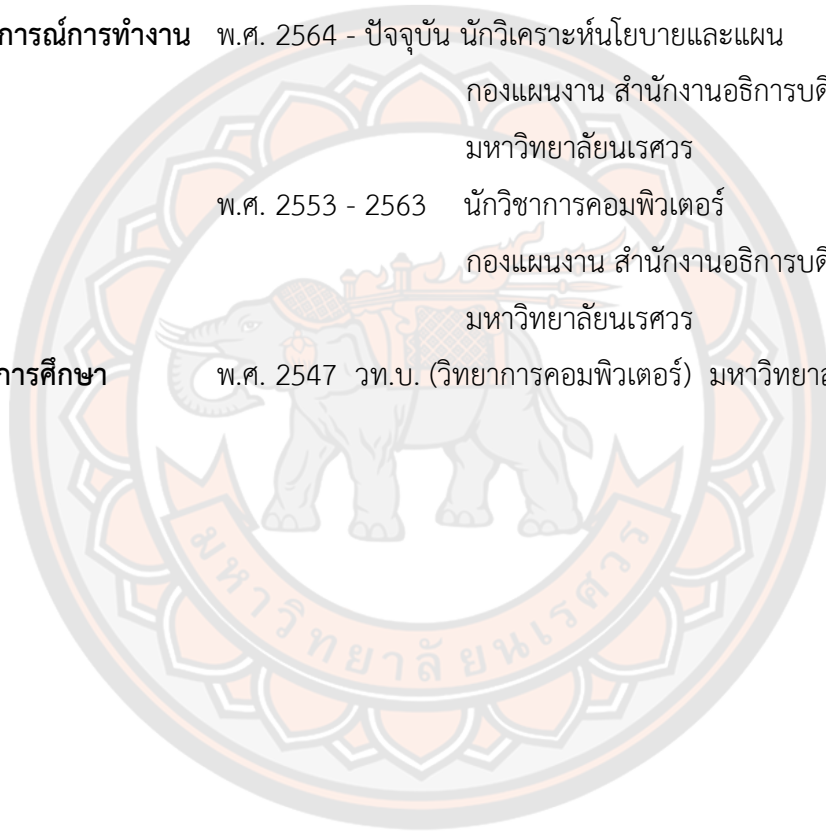 การณ์การทำงาน พ.ศ. 2564 - ปัจจุบัน นักวิเคราะห์นโยบายและแผน
กองแผนงาน สำนักงานอธิการบดี
มหาวิทยาลัยนเรศวร
พ.ศ. 2553 - 2563 นักวิชาการคอมพิวเตอร์
กองแผนงาน สำนักงานอธิการบดี
มหาวิทยาลัยนเรศวร
การศึกษา พ.ศ. 2547 วท.บ. (วิทยาการคอมพิวเตอร์)
มหาวิทยาลัยนเรศวร